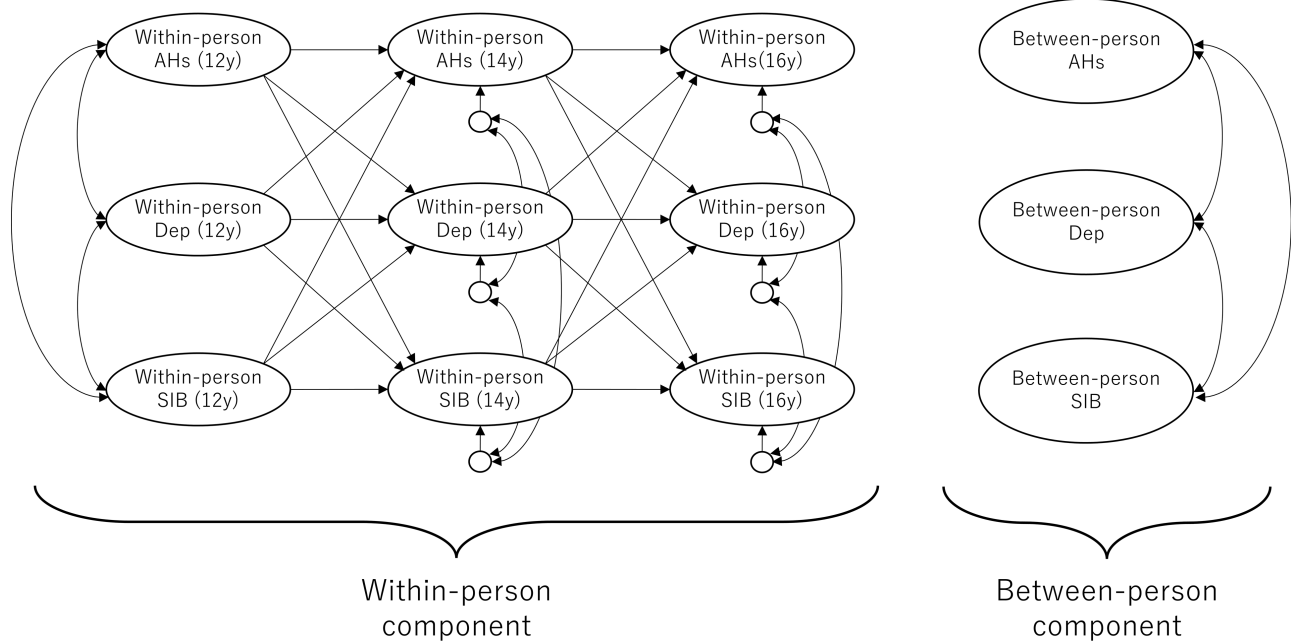 Within-person
AHs (12y)
Within-person
AHs (14y)
Within-person
AHs(16y)
Between-person
AHs
Within-person
Dep (12y)
Within-person
Dep (14y)
Within-person
Dep (16y)
Between-person
Dep
Within-person
SIB (12y)
Within-person
SIB (14y)
Within-person
SIB (16y)
Between-person
SIB
Within-person
component
Between-person
component